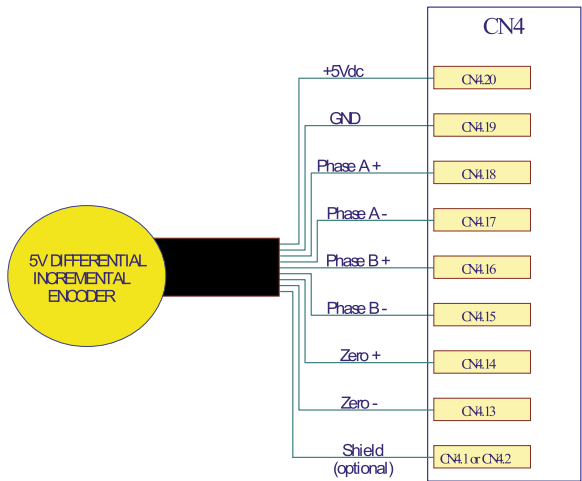 CN4
+5Vdc
CN4.20
GND
CN4.19
Phase A +
CN4.18
Phase A -
CN4.17
5V DIFFERENTIAL
INCREMENTAL
ENCODER
Phase B +
CN4.16
Phase B -
CN4.15
Zero +
CN4.14
Zero -
CN4.13
Shield
(optional)
CN4.1 or CN4.2